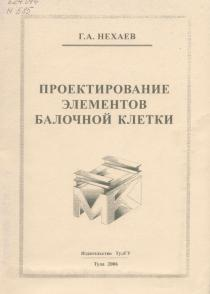 Г.А. НЕХАЕВ
ПРОЕКТИРОВАНИЕ
ЭЛЕМЕНТОВ
БАЛОЧНОЙ КЛЕТКИ
Издательство ТулГУ
Тула 2006